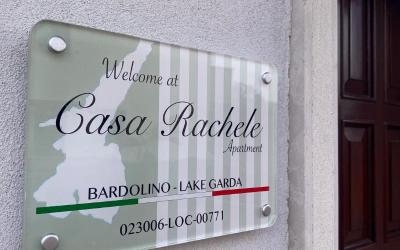 Welcome at
Casa Rachele
Apartment
BARDOLINO - LAKE GARDA
023006-LOC-00771